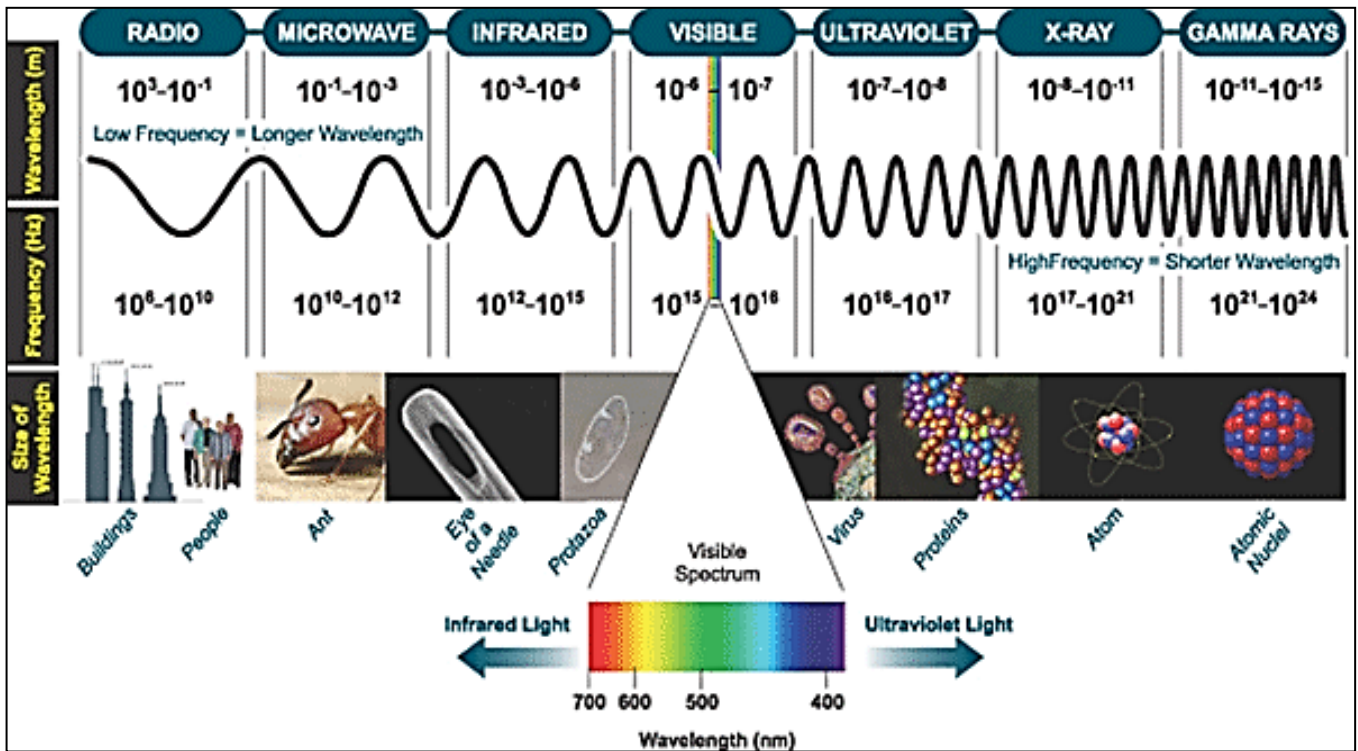 RADIO MICROWAVE INFRARED VISIBLE ULTRAVIOLET X-RAY GAMMA RAYS
Wavelength (m)
10³-10⁻¹ 10⁻¹-10⁻³ 10⁻³-10⁻⁶ 10⁻⁶ - 10⁻⁷ 10⁻⁷-10⁻⁸ 10⁻⁸-10⁻¹¹ 10⁻¹¹-10⁻¹⁵
Low Frequency = Longer Wavelength
Frequency (Hz)
HighFrequency = Shorter Wavelength
10⁶-10¹⁰ 10¹⁰-10¹² 10¹²-10¹⁵ 10¹⁵ - 10¹⁶ 10¹⁶-10¹⁷ 10¹⁷-10²¹ 10²¹-10²⁴
Size of
Wavelength
Buildings
People
Ant
Eye
of a
Needle
Protazoa
Virus
Proteins
Atom
Atomic
Nuclei
Visible
Spectrum
Infrared Light
Ultraviolet Light
700 600 500 400
Wavelength (nm)